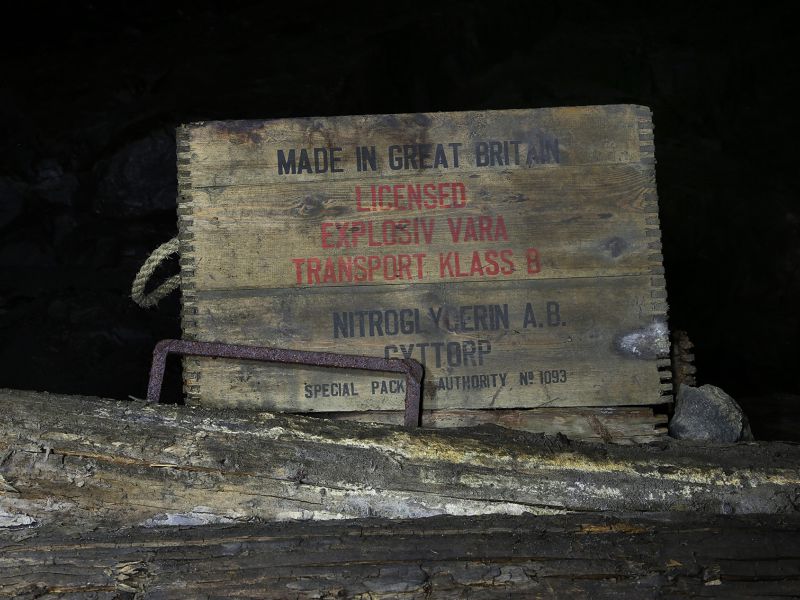 MADE IN GREAT BRITAIN
LICENSED
EXPLOSIV VARA
TRANSPORT KLASS B
NITROGLYCERIN A.B.
GYTTORP
SPECIAL PACK AUTHORITY Nº 1093